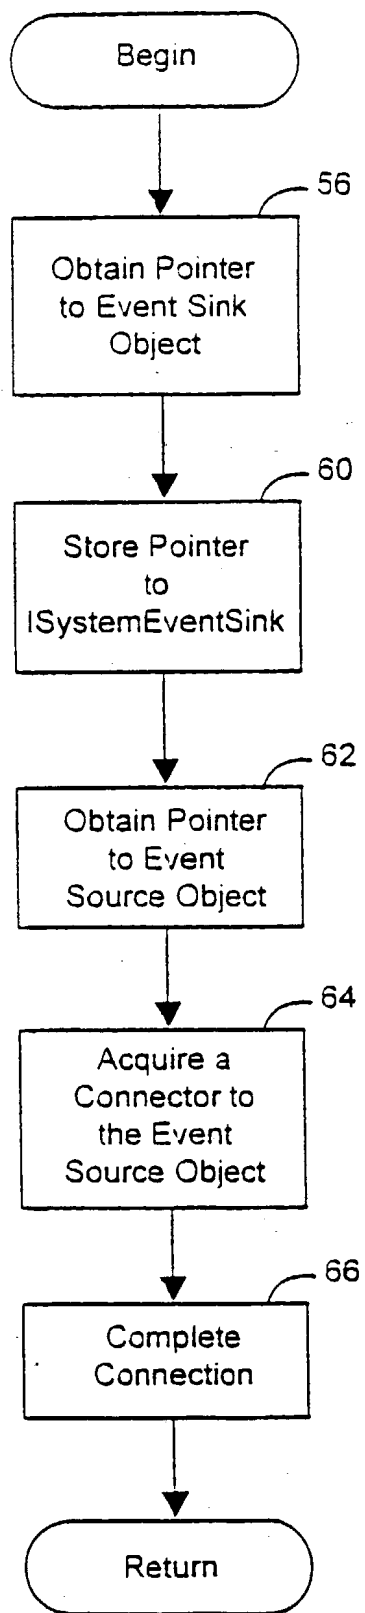 Begin
56
Obtain Pointer
to Event Sink
Object
60
Store Pointer
to
ISystemEventSink
62
Obtain Pointer
to Event
Source Object
64
Acquire a
Connector to
the Event
Source Object
66
Complete
Connection
Return